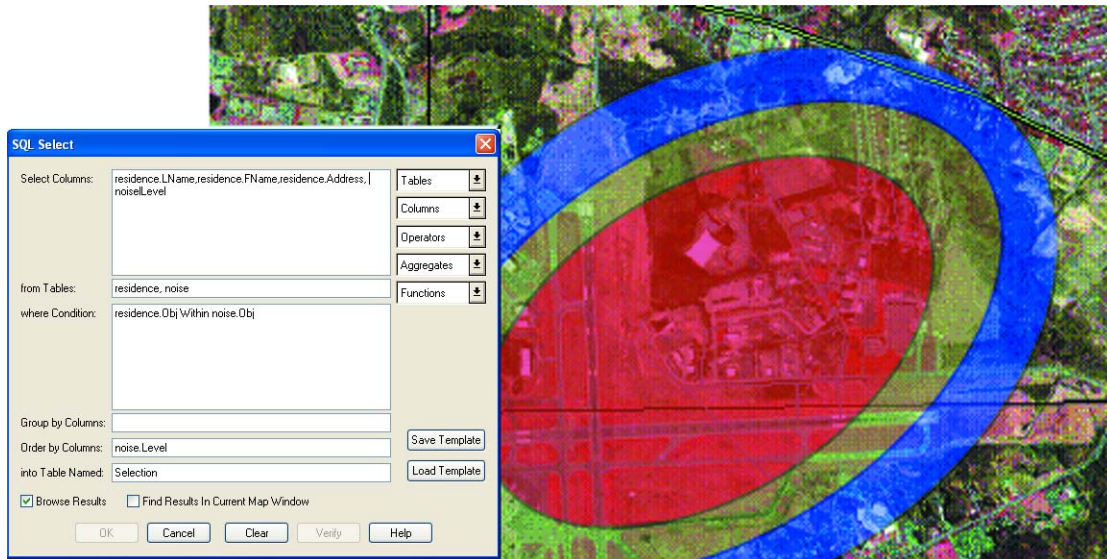 SQL Select
Select Columns:
residence.LName,residence.FName,residence.Address,
noiselLevel
Tables
Columns
Operators
Aggregates
Functions
from Tables:
residence, noise
where Condition:
residence.Obj Within noise.Obj
Group by Columns:
Order by Columns:
noise.Level
into Table Named:
Selection
Save Template
Load Template
Browse Results
Find Results In Current Map Window
OK
Cancel
Clear
Verify
Help